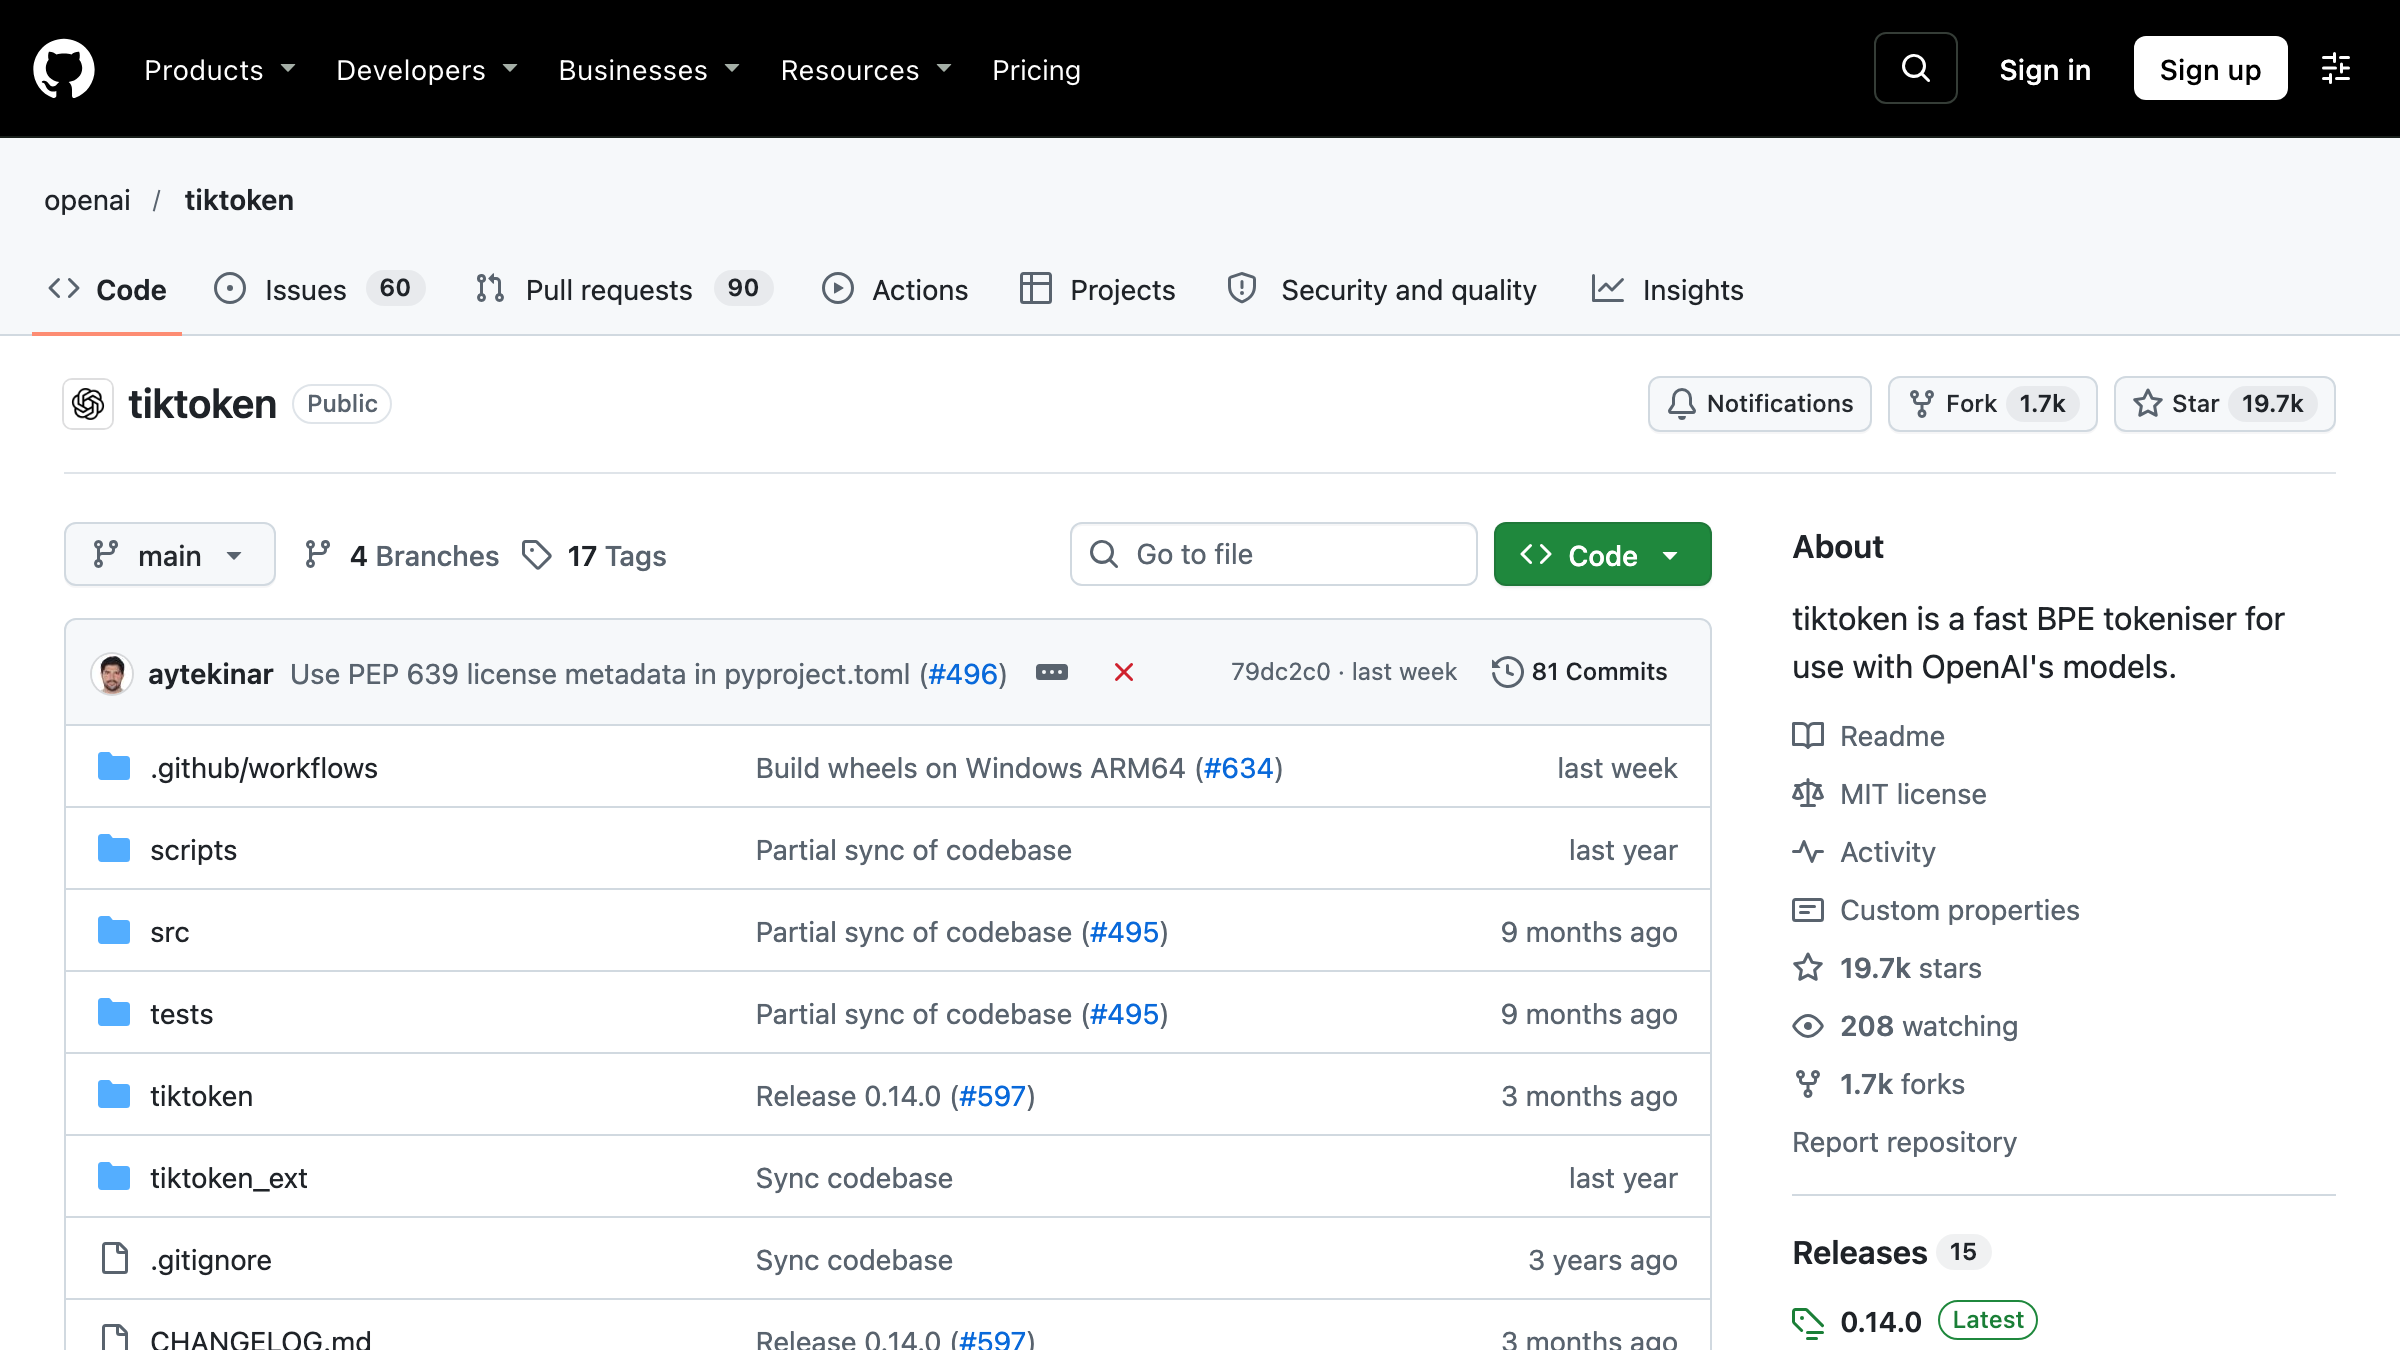 Products Developers Businesses Resources Pricing Sign in Sign up
openai / tiktoken
Code Issues 60 Pull requests 90 Actions Projects Security and quality Insights
tiktoken Public Notifications Fork 1.7k Star 19.7k
main 4 Branches 17 Tags Go to file Code
aytekinar Use PEP 639 license metadata in pyproject.toml (#496) 79dc2c0 · last week 81 Commits
.github/workflows Build wheels on Windows ARM64 (#634) last week
scripts Partial sync of codebase last year
src Partial sync of codebase (#495) 9 months ago
tests Partial sync of codebase (#495) 9 months ago
tiktoken Release 0.14.0 (#597) 3 months ago
tiktoken_ext Sync codebase last year
.gitignore Sync codebase 3 years ago
CHANGELOG.md Release 0.14.0 (#597) 3 months ago
About
tiktoken is a fast BPE tokeniser for
use with OpenAI's models.
Readme
MIT license
Activity
Custom properties
19.7k stars
208 watching
1.7k forks
Report repository
Releases 15
0.14.0 Latest